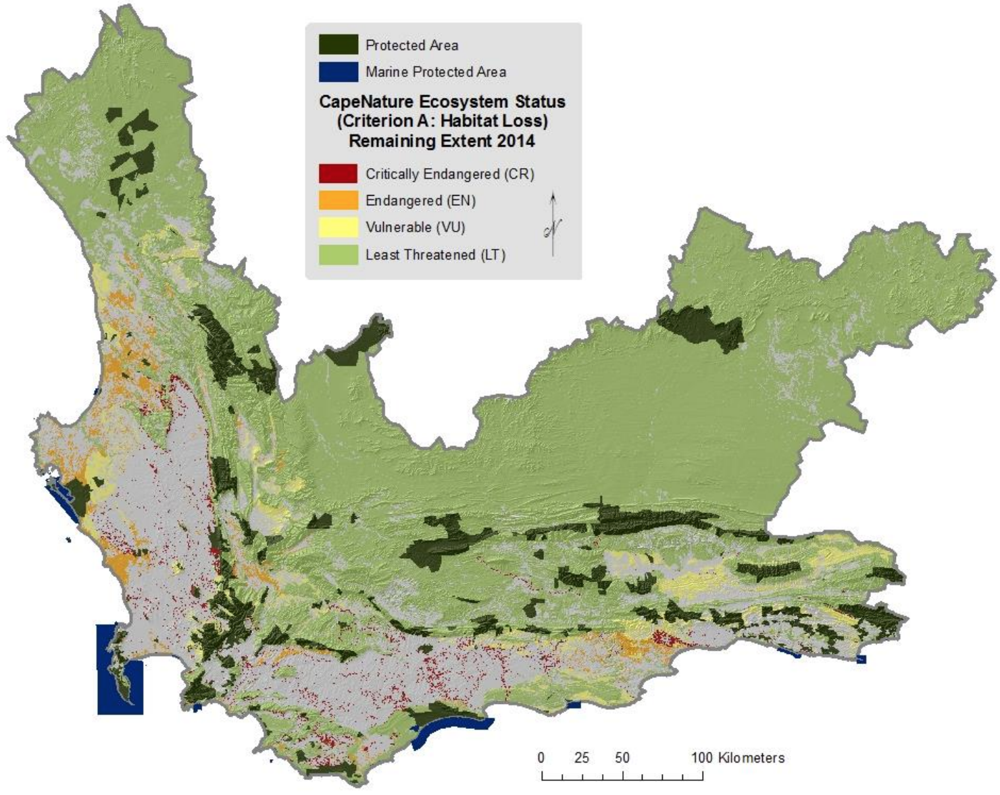 Protected Area
Marine Protected Area
CapeNature Ecosystem Status
(Criterion A: Habitat Loss)
Remaining Extent 2014
Critically Endangered (CR)
Endangered (EN)
Vulnerable (VU)
Least Threatened (LT)
N
0 25 50 100 Kilometers